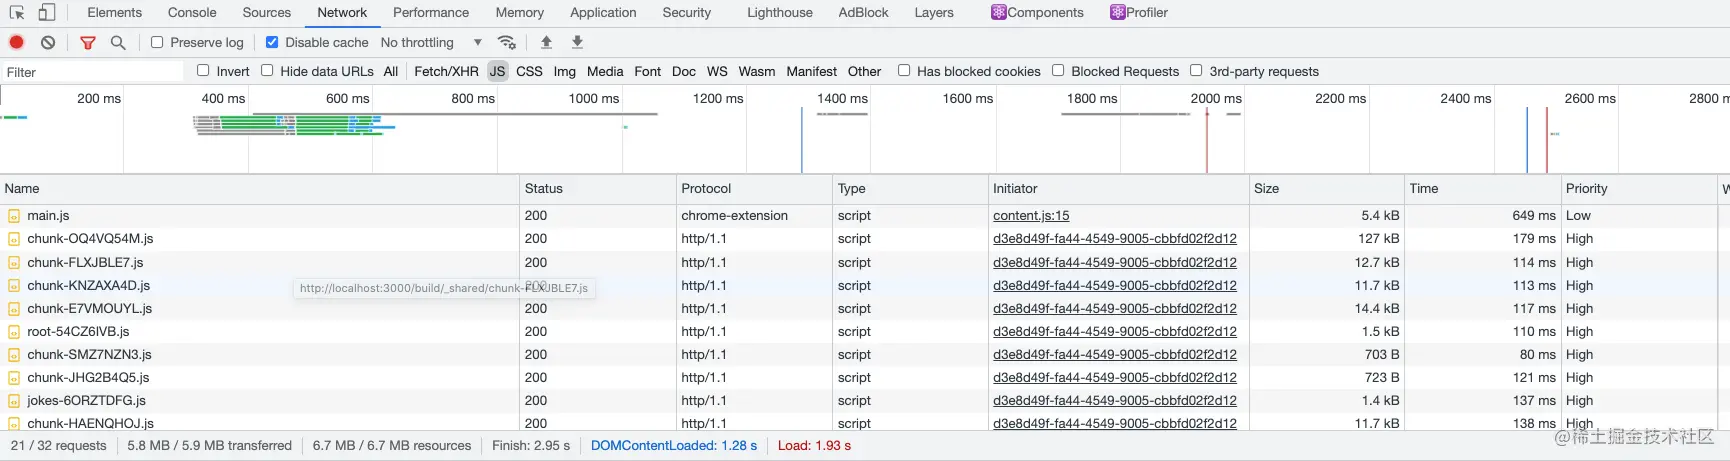 Elements Console Sources Network Performance Memory Application Security Lighthouse AdBlock Layers Components Profiler
Preserve log Disable cache No throttling
Filter Invert Hide data URLs All Fetch/XHR JS CSS Img Media Font Doc WS Wasm Manifest Other Has blocked cookies Blocked Requests 3rd-party requests
200 ms 400 ms 600 ms 800 ms 1000 ms 1200 ms 1400 ms 1600 ms 1800 ms 2000 ms 2200 ms 2400 ms 2600 ms 2800
Name Status Protocol Type Initiator Size Time Priority W
main.js 200 chrome-extension script content.js:15 5.4 kB 649 ms Low
chunk-OQ4VQ54M.js 200 http/1.1 script d3e8d49f-fa44-4549-9005-cbbfd02f2d12 127 kB 179 ms High
chunk-FLXJBLE7.js 200 http/1.1 script d3e8d49f-fa44-4549-9005-cbbfd02f2d12 12.7 kB 114 ms High
chunk-KNZAXA4D.js 200 http/1.1 script d3e8d49f-fa44-4549-9005-cbbfd02f2d12 11.7 kB 113 ms High
http://localhost:3000/build/_shared/chunk-FLXJBLE7.js
chunk-E7VMOUYL.js 200 http/1.1 script d3e8d49f-fa44-4549-9005-cbbfd02f2d12 14.4 kB 117 ms High
root-54CZ6IVB.js 200 http/1.1 script d3e8d49f-fa44-4549-9005-cbbfd02f2d12 1.5 kB 110 ms High
chunk-SMZ7NZN3.js 200 http/1.1 script d3e8d49f-fa44-4549-9005-cbbfd02f2d12 703 B 80 ms High
chunk-JHG2B4Q5.js 200 http/1.1 script d3e8d49f-fa44-4549-9005-cbbfd02f2d12 723 B 121 ms High
jokes-6ORZTDFG.js 200 http/1.1 script d3e8d49f-fa44-4549-9005-cbbfd02f2d12 1.4 kB 137 ms High
chunk-HAENQHOJ.js 200 http/1.1 script d3e8d49f-fa44-4549-9005-cbbfd02f2d12 11.7 kB 138 ms High
21 / 32 requests 5.8 MB / 5.9 MB transferred 6.7 MB / 6.7 MB resources Finish: 2.95 s DOMContentLoaded: 1.28 s Load: 1.93 s
@稀土掘金技术社区